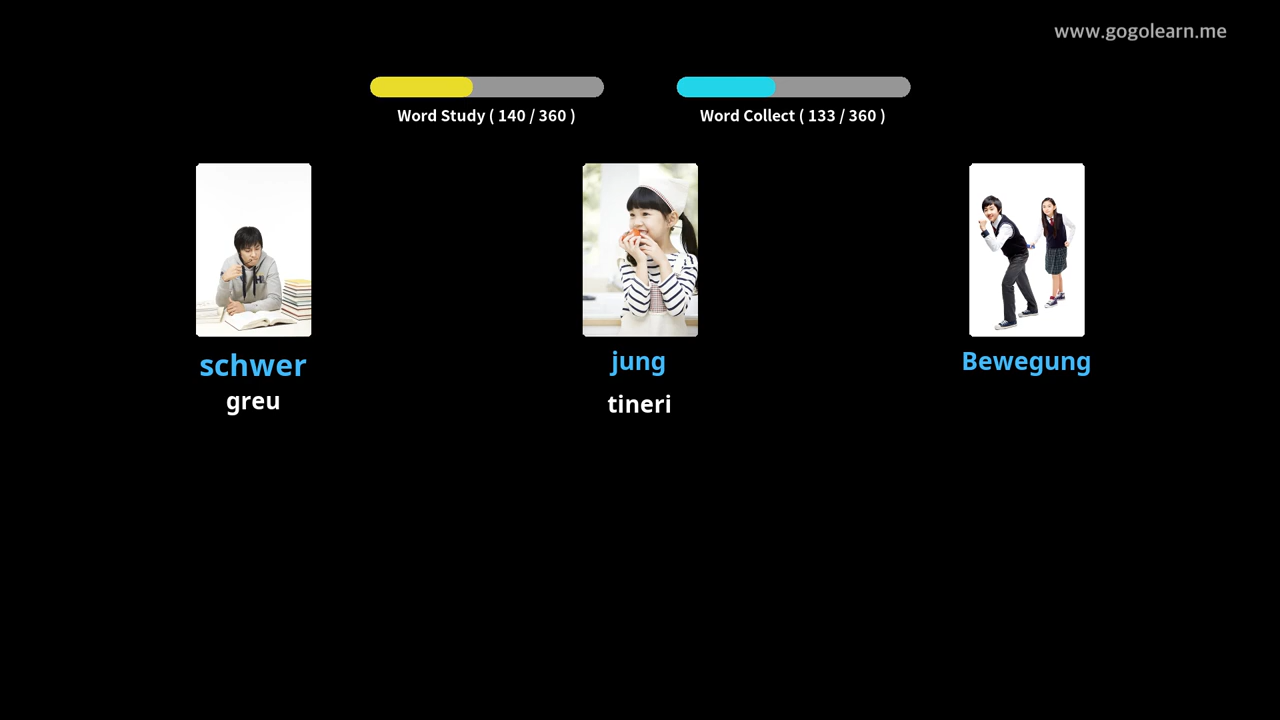 www.gogolearn.me
Word Study ( 140 / 360 )
Word Collect ( 133 / 360 )
schwer
greu
jung
tineri
Bewegung